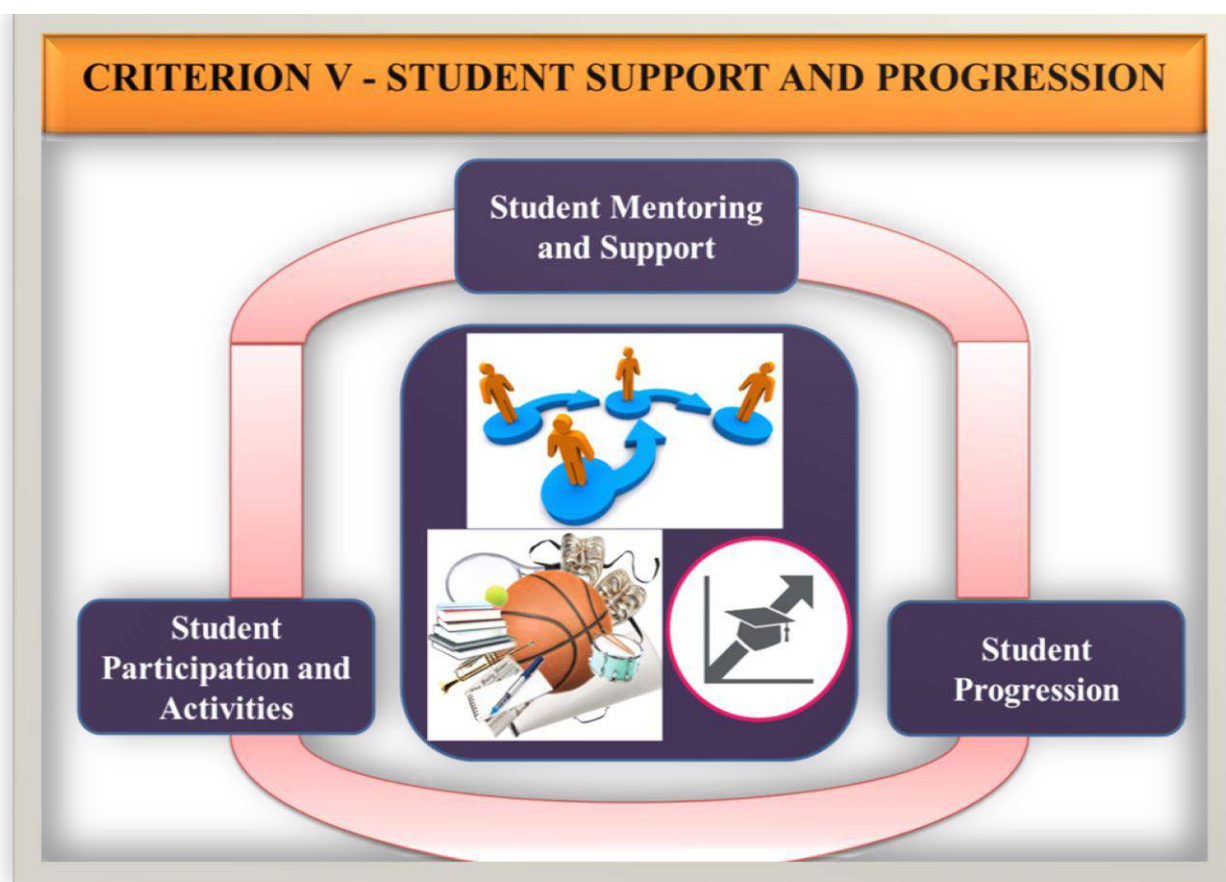 CRITERION V - STUDENT SUPPORT AND PROGRESSION
Student Mentoring
and Support
Student
Participation and
Activities
Student
Progression